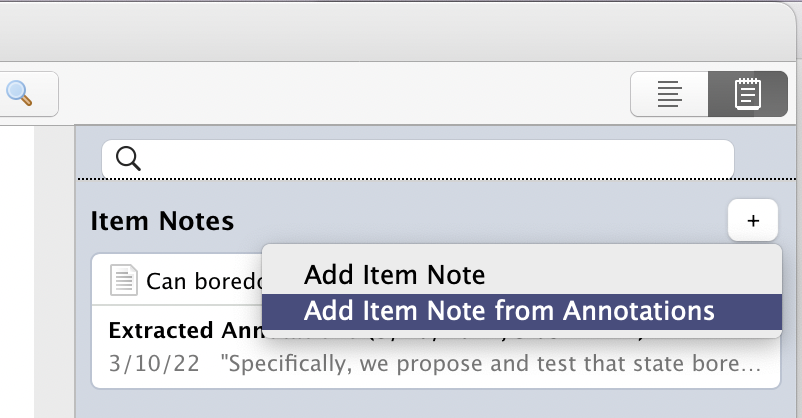 Item Notes
+
Can bored
Add Item Note
Add Item Note from Annotations
Extracted Ann
3/10/22 "Specifically, we propose and test that state bore...